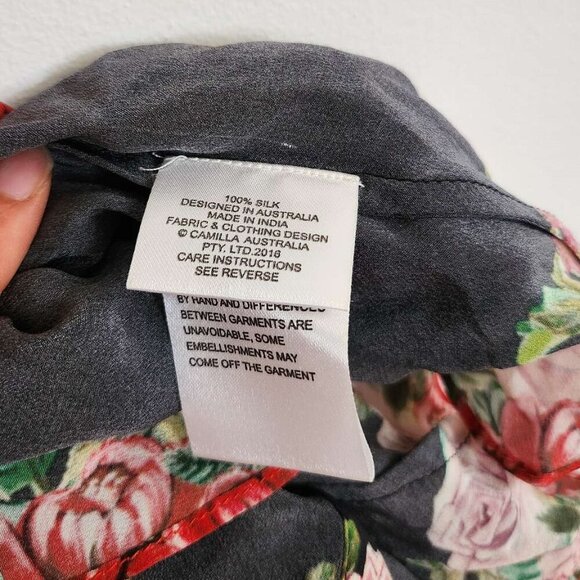 100% SILK
DESIGNED IN AUSTRALIA
MADE IN INDIA
FABRIC & CLOTHING DESIGN
© CAMILLA AUSTRALIA
PTY. LTD.2016
CARE INSTRUCTIONS
SEE REVERSE
BY HAND AND DIFFERENCES
BETWEEN GARMENTS ARE
UNAVOIDABLE, SOME
EMBELLISHMENTS MAY
COME OFF THE GARMENT